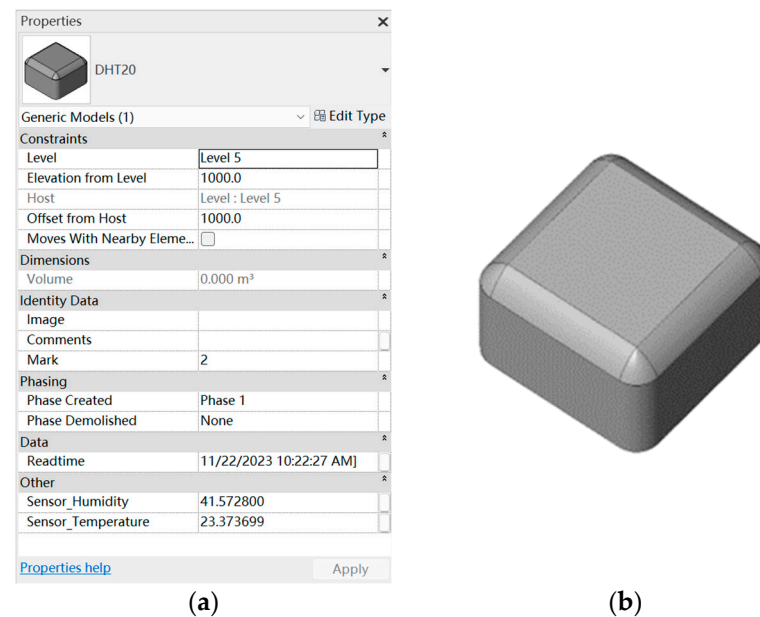 Properties
DHT20
Generic Models (1) Edit Type
Constraints
Level Level 5
Elevation from Level 1000.0
Host Level : Level 5
Offset from Host 1000.0
Moves With Nearby Eleme...
Dimensions
Volume 0.000 m³
Identity Data
Image
Comments
Mark 2
Phasing
Phase Created Phase 1
Phase Demolished None
Data
Readtime 11/22/2023 10:22:27 AM]
Other
Sensor_Humidity 41.572800
Sensor_Temperature 23.373699
Properties help Apply
(a) (b)